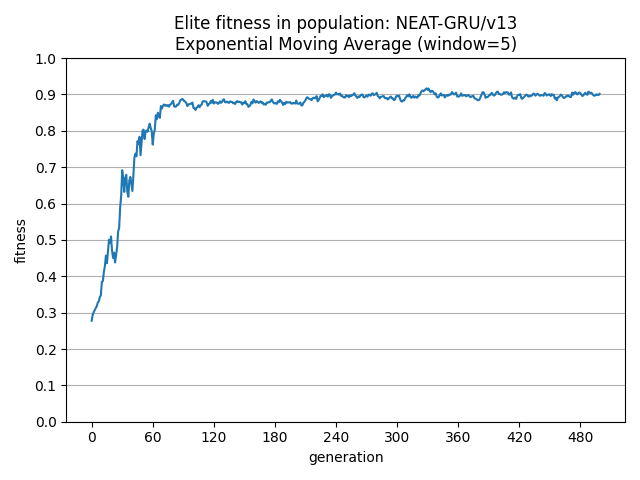 Elite fitness in population: NEAT-GRU/v13
Exponential Moving Average (window=5)
1.0
0.9
0.8
0.7
0.6
0.5
0.4
0.3
0.2
0.1
0.0
fitness
0 60 120 180 240 300 360 420 480
generation